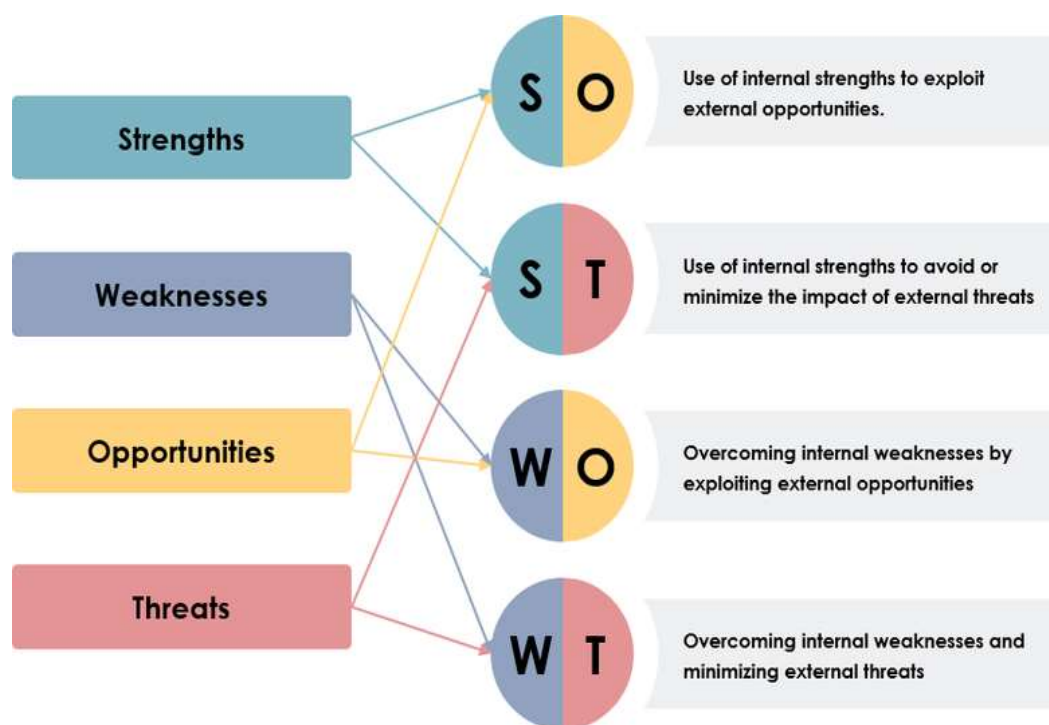 Strengths
Weaknesses
Opportunities
Threats
S O
Use of internal strengths to exploit
external opportunities.
S T
Use of internal strengths to avoid or
minimize the impact of external threats
W O
Overcoming internal weaknesses by
exploiting external opportunities
W T
Overcoming internal weaknesses and
minimizing external threats